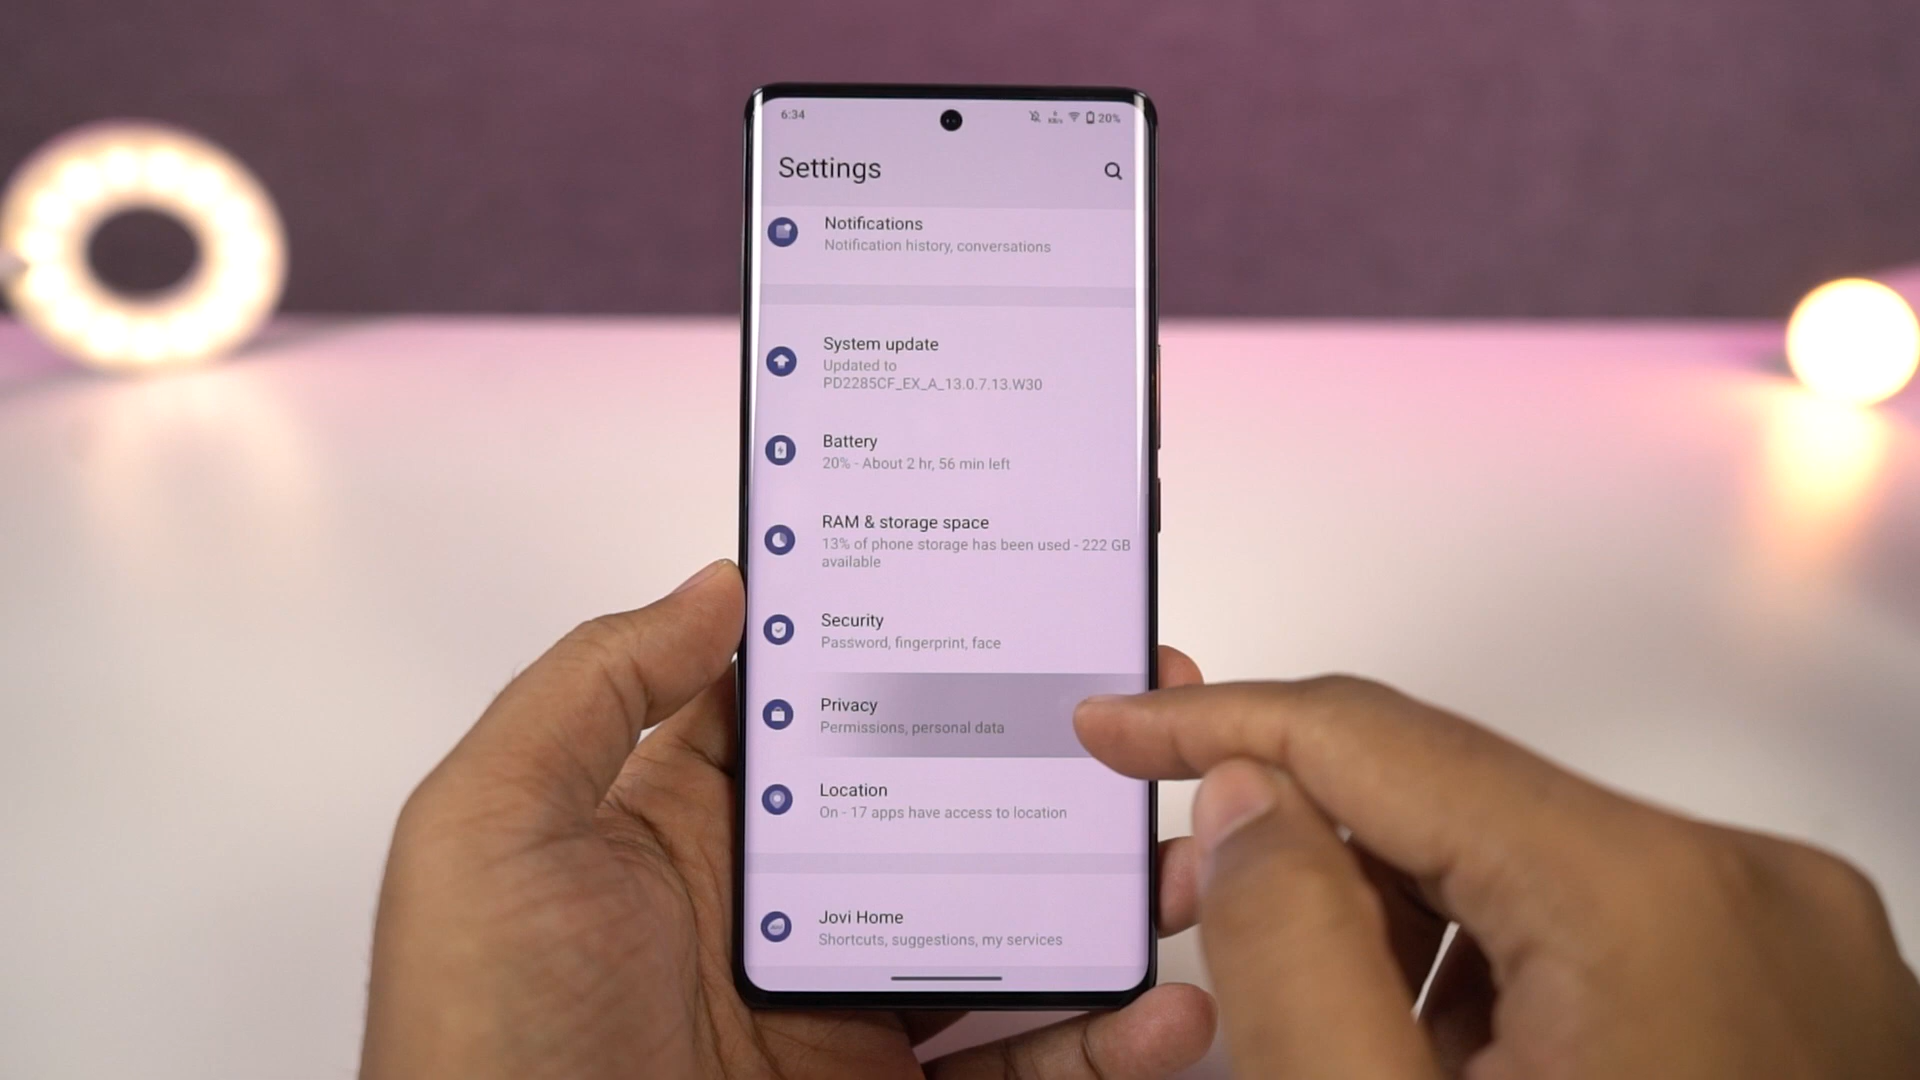 6:34
20%
Settings
Notifications
Notification history, conversations
System update
Updated to
PD2285CF_EX_A_13.0.7.13.W30
Battery
20% - About 2 hr, 56 min left
RAM & storage space
13% of phone storage has been used - 222 GB
available
Security
Password, fingerprint, face
Privacy
Permissions, personal data
Location
On - 17 apps have access to location
Jovi Home
Shortcuts, suggestions, my services